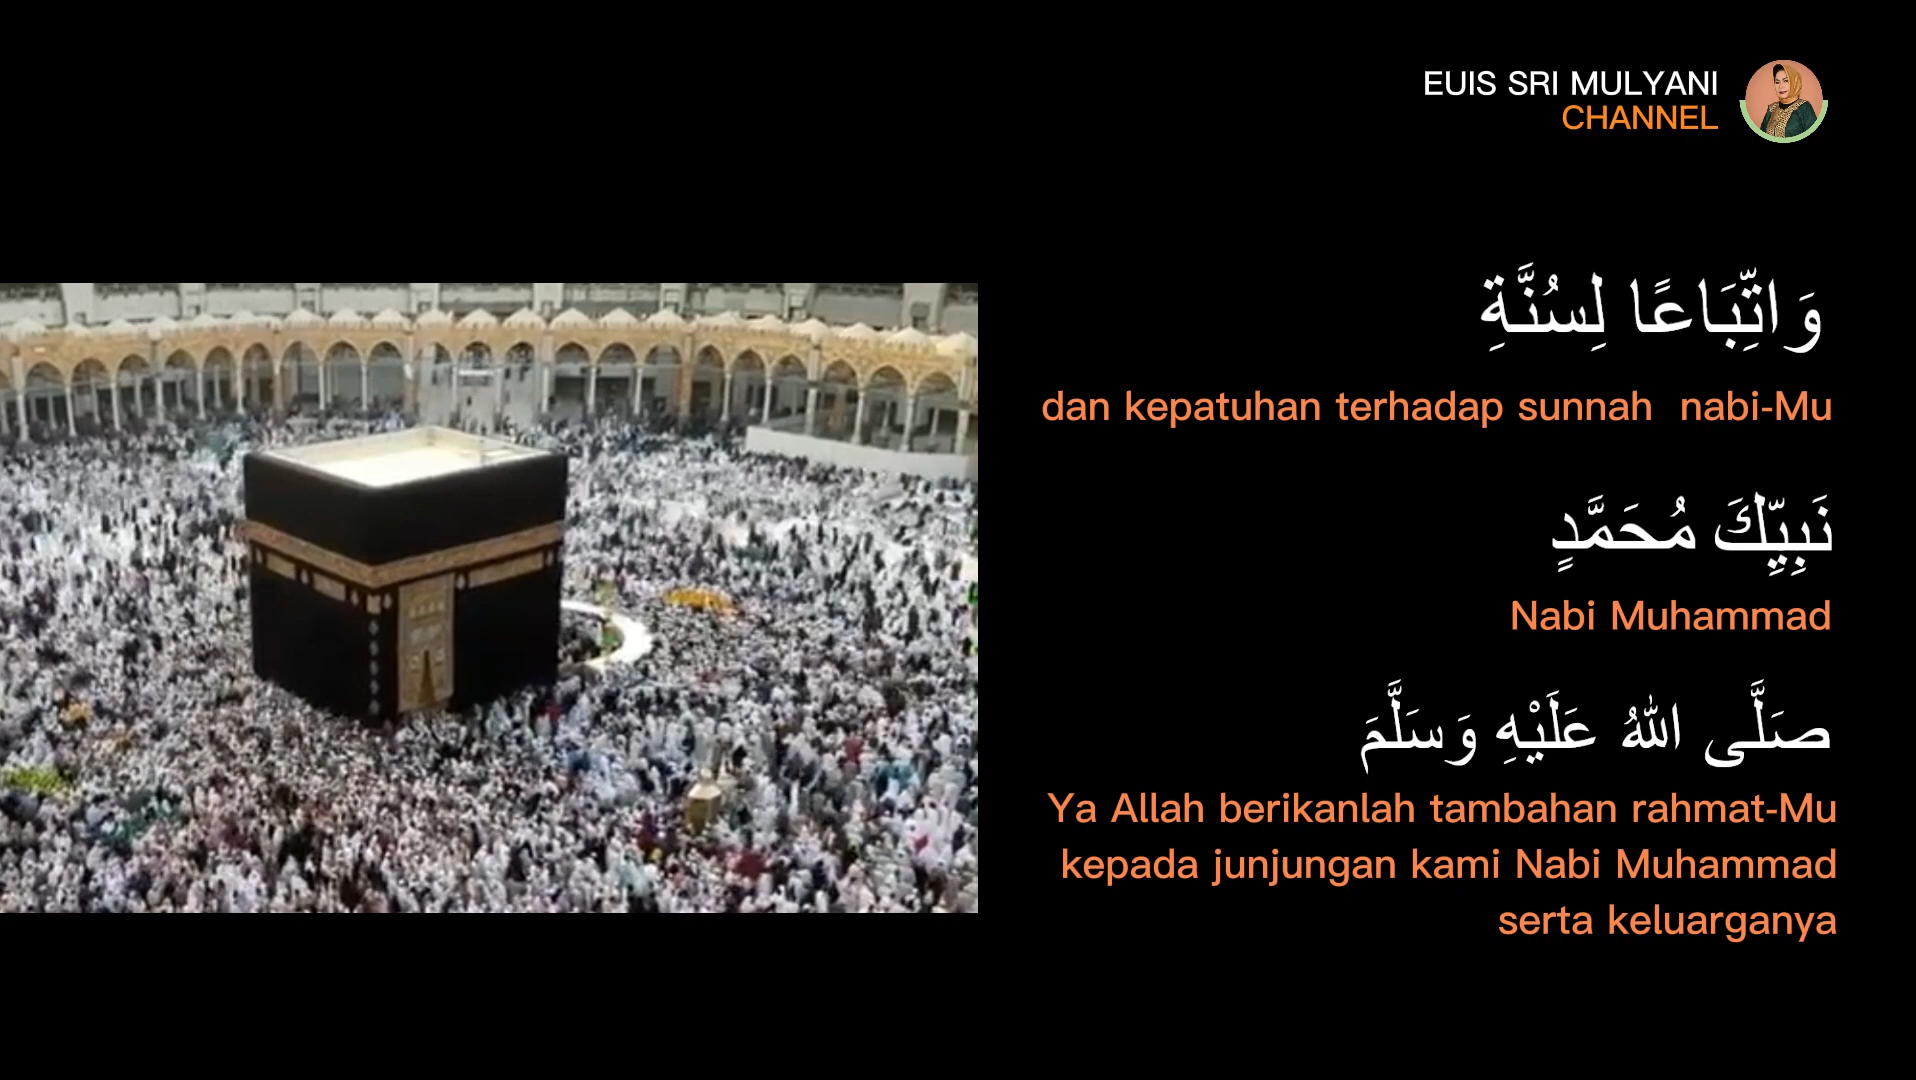 EUIS SRI MULYANI
CHANNEL
وَاتِّبَاعًا لِسُنَّةِ
dan kepatuhan terhadap sunnah nabi-Mu
نَبِيِّكَ مُحَمَّدٍ
Nabi Muhammad
صَلَّى اللهُ عَلَيْهِ وَسَلَّمَ
Ya Allah berikanlah tambahan rahmat-Mu
kepada junjungan kami Nabi Muhammad
serta keluarganya